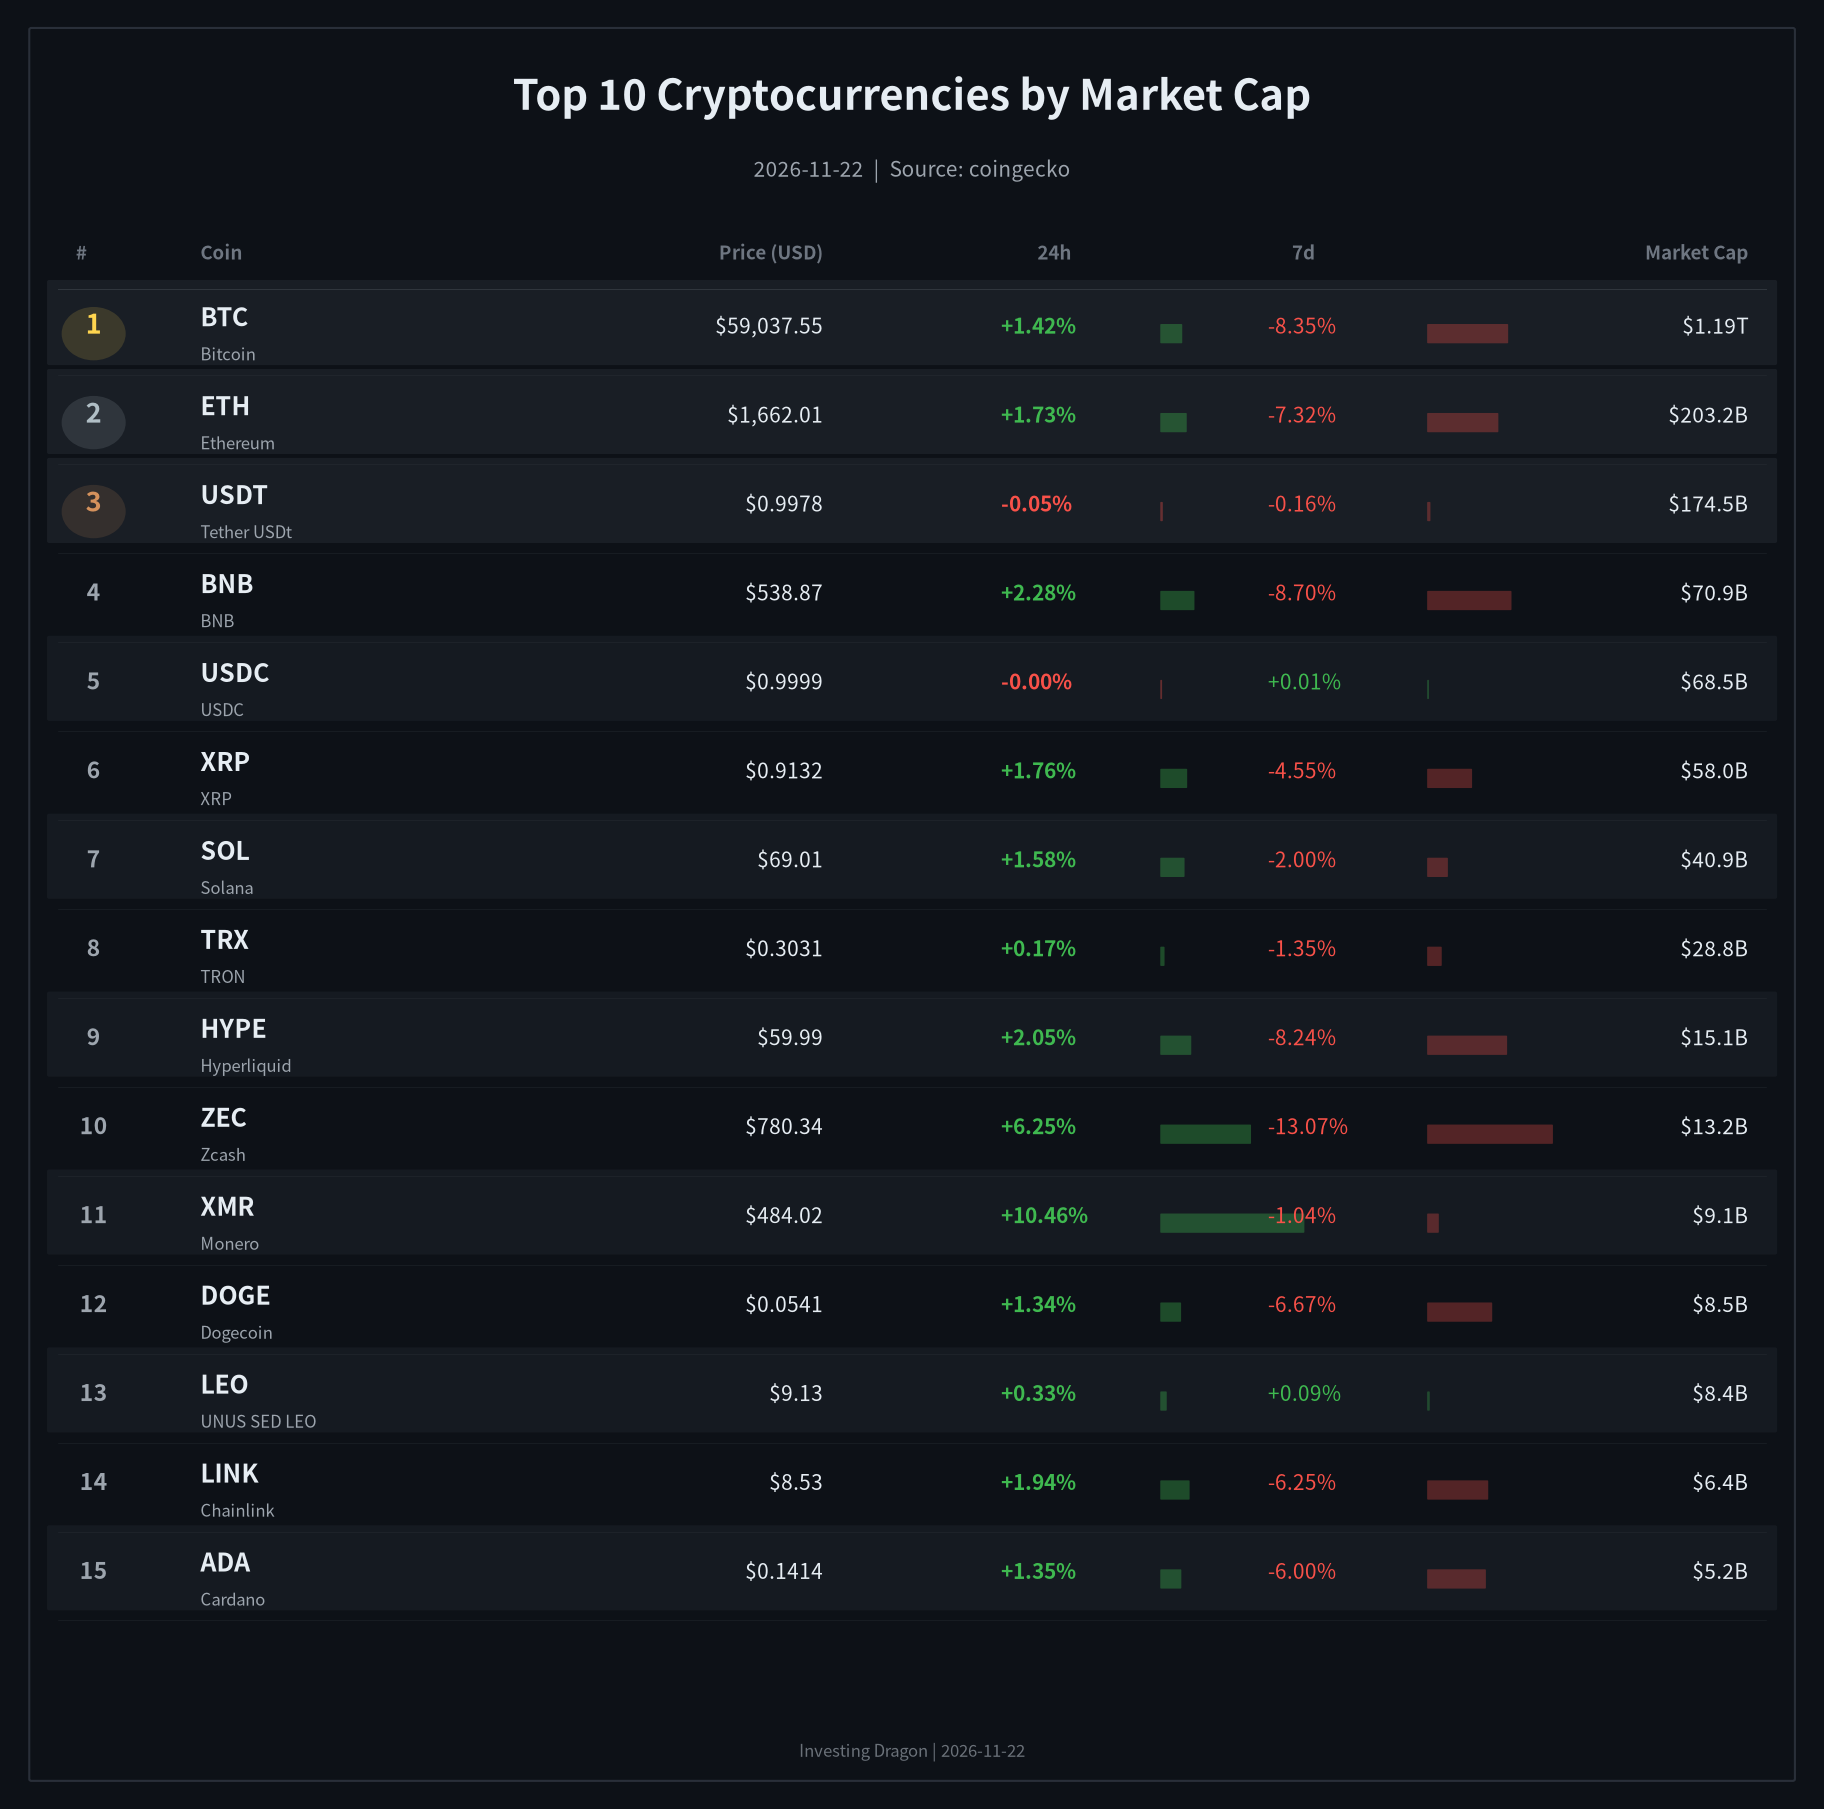 Top 10 Cryptocurrencies by Market Cap
2026-11-22 | Source: coingecko
# Coin Price (USD) 24h 7d Market Cap
1 BTC $59,037.55 +1.42% -8.35% $1.19T
Bitcoin
2 ETH $1,662.01 +1.73% -7.32% $203.2B
Ethereum
3 USDT $0.9978 -0.05% -0.16% $174.5B
Tether USDt
4 BNB $538.87 +2.28% -8.70% $70.9B
BNB
5 USDC $0.9999 -0.00% +0.01% $68.5B
USDC
6 XRP $0.9132 +1.76% -4.55% $58.0B
XRP
7 SOL $69.01 +1.58% -2.00% $40.9B
Solana
8 TRX $0.3031 +0.17% -1.35% $28.8B
TRON
9 HYPE $59.99 +2.05% -8.24% $15.1B
Hyperliquid
10 ZEC $780.34 +6.25% -13.07% $13.2B
Zcash
11 XMR $484.02 +10.46% -1.04% $9.1B
Monero
12 DOGE $0.0541 +1.34% -6.67% $8.5B
Dogecoin
13 LEO $9.13 +0.33% +0.09% $8.4B
UNUS SED LEO
14 LINK $8.53 +1.94% -6.25% $6.4B
Chainlink
15 ADA $0.1414 +1.35% -6.00% $5.2B
Cardano
Investing Dragon | 2026-11-22